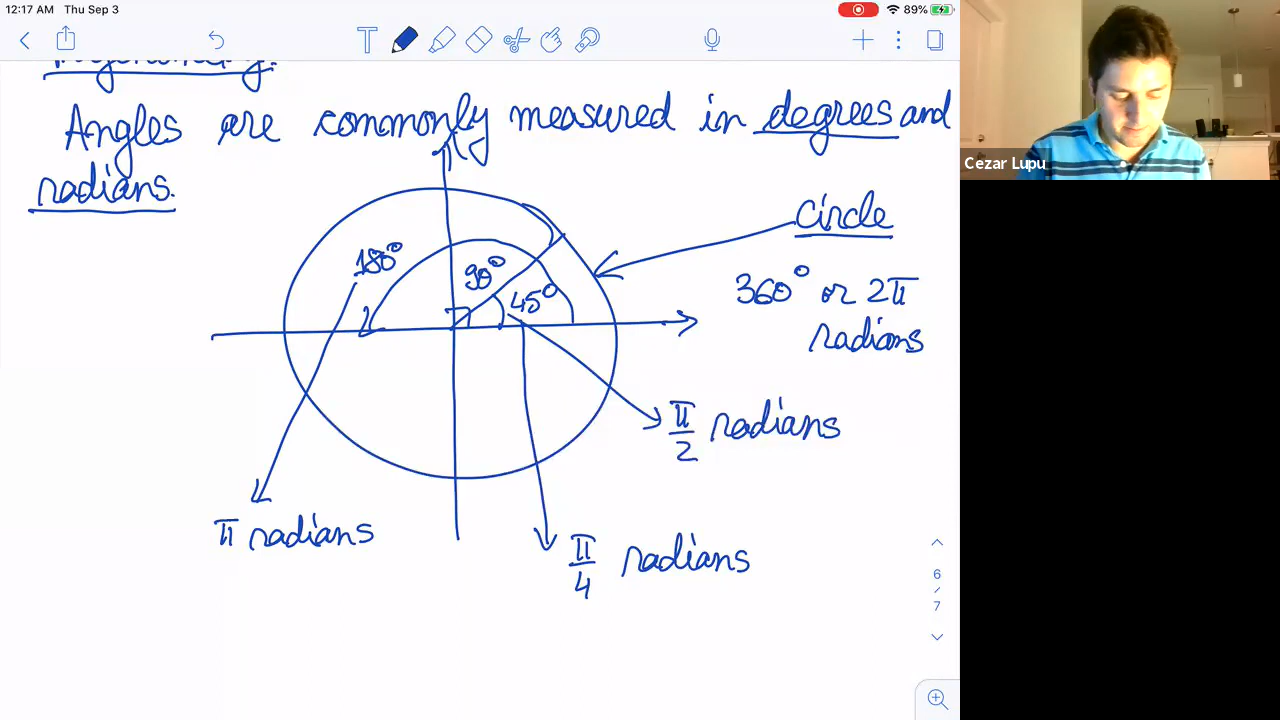 12:17 AM Thu Sep 3
89%
T
Trigonometry.
Angles are commonly measured in degrees and
radians.
circle
180°
90°
45°
360° or 2π
radians
π/2 radians
π radians
π/4 radians
6
/
7
Cezar Lupu